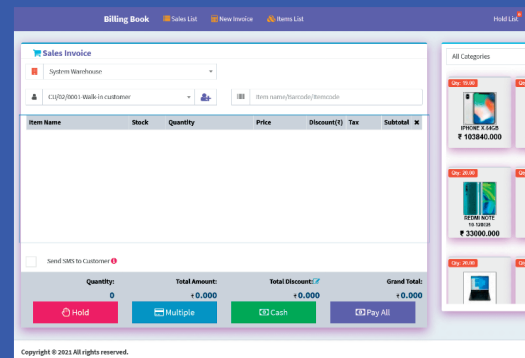 Billing Book Sales List New Invoice Items List Hold List
Sales Invoice
System Warehouse
CU/02/0001-Walk-in customer
Item name/Barcode/Itemcode
Item Name Stock Quantity Price Discount(₹) Tax Subtotal ✖
Send SMS to Customer
Quantity: Total Amount: Total Discount: Grand Total:
0 ₹0.000 ₹0.000 ₹0.000
Hold Multiple Cash Pay All
All Categories
Qty: 19.00
IPHONE X 64GB
₹ 103840.000
Qty: 20.00
REDMI NOTE
₹ 33000.000
Qty: 20.00
Copyright © 2021 All rights reserved.